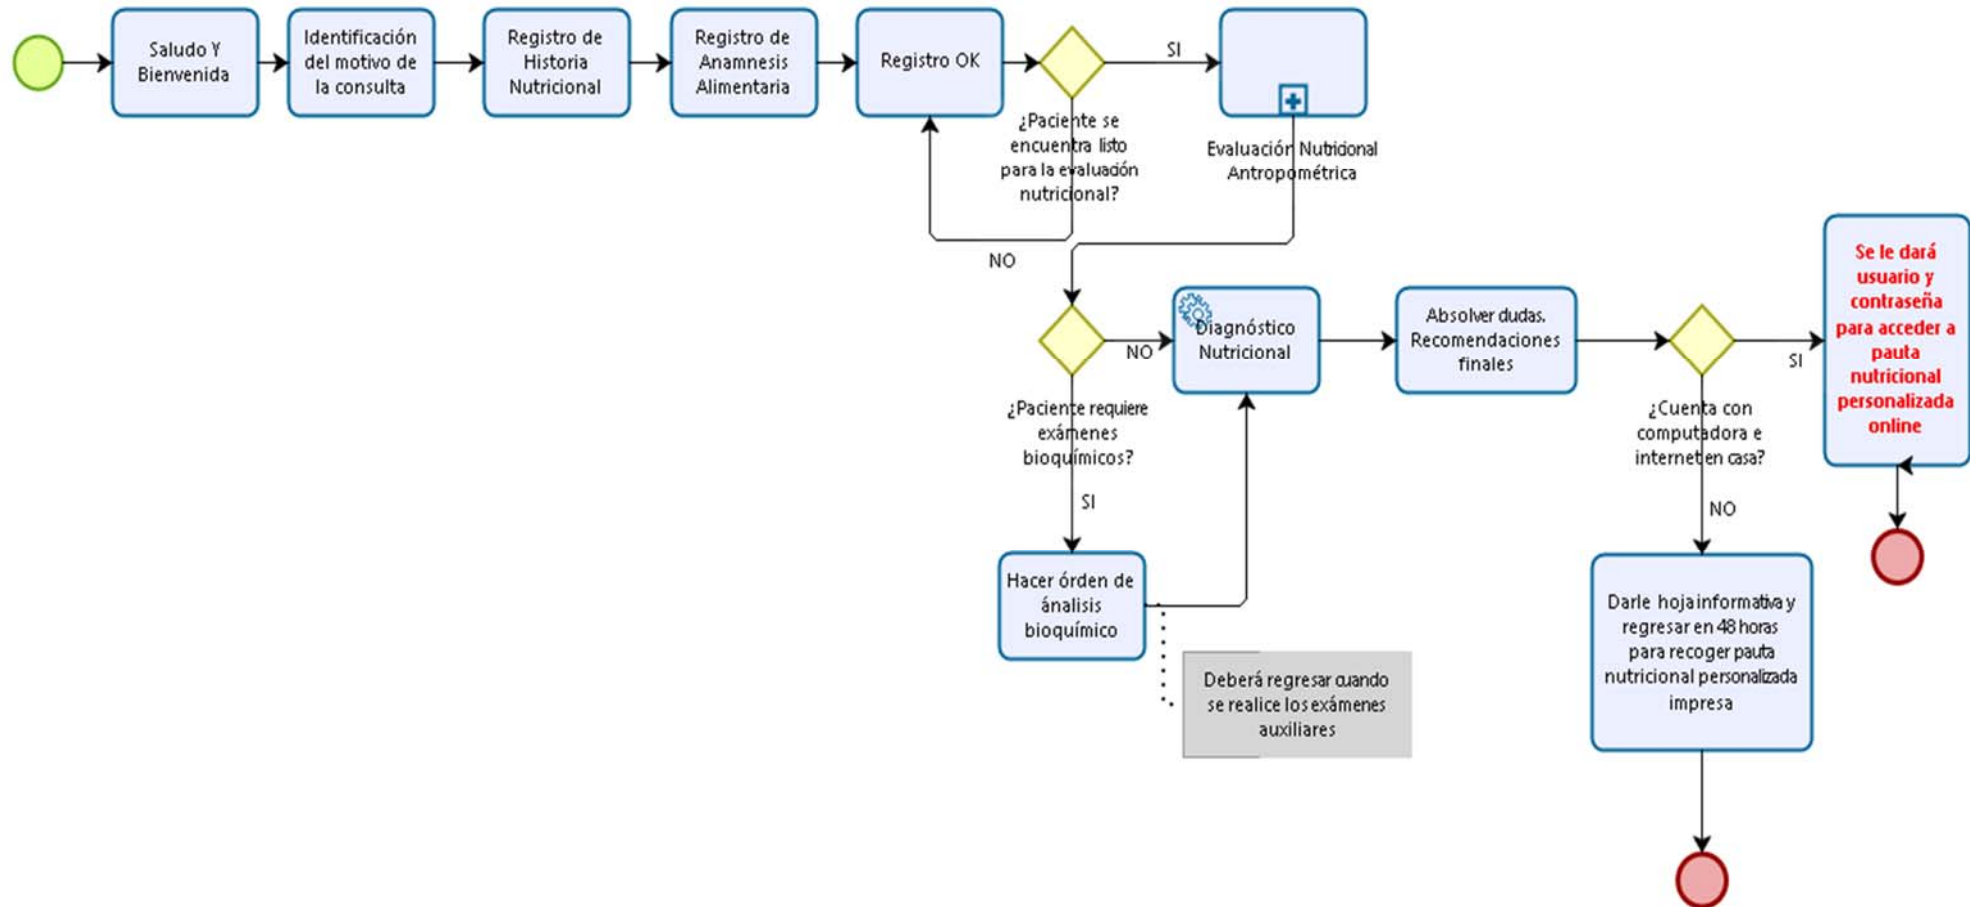 Saludo Y
Bienvenida
Identificación
del motivo de
la consulta
Registro de
Historia
Nutricional
Registro de
Anamnesis
Alimentaria
Registro OK
SI
¿Paciente se
encuentra listo
para la evaluación
nutricional?
NO
Evaluación Nutricional
Antropométrica
NO
¿Paciente requiere
exámenes
bioquímicos?
SI
Diagnóstico
Nutricional
Absolver dudas.
Recomendaciones
finales
SI
¿Cuenta con
computadora e
internet en casa?
NO
Se le dará
usuario y
contraseña
para acceder a
pauta
nutricional
personalizada
online
Hacer órden de
ánalisis
bioquímico
Deberá regresar cuando
se realice los exámenes
auxiliares
Darle hoja informativa y
regresar en 48 horas
para recoger pauta
nutricional personalizada
impresa